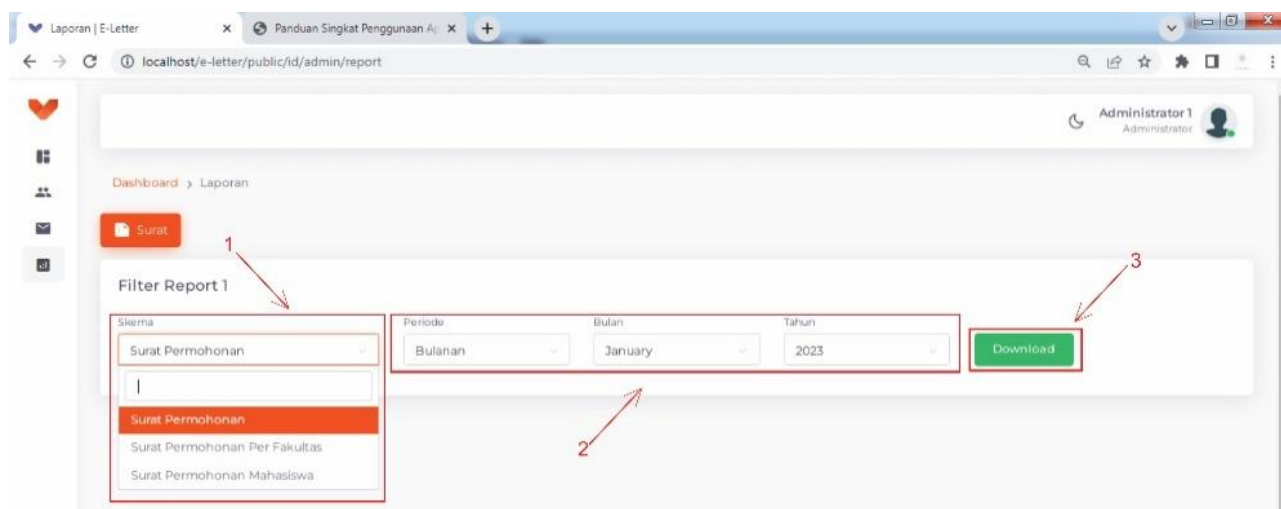 Laporan | E-Letter
Panduan Singkat Penggunaan Ap
localhost/e-letter/public/id/admin/report
Administrator 1
Administrator
Dashboard > Laporan
Surat
1
3
Filter Report 1
Skema Periode Bulan Tahun
Surat Permohonan Bulanan January 2023 Download
Surat Permohonan
Surat Permohonan Per Fakultas
2
Surat Permohonan Mahasiswa